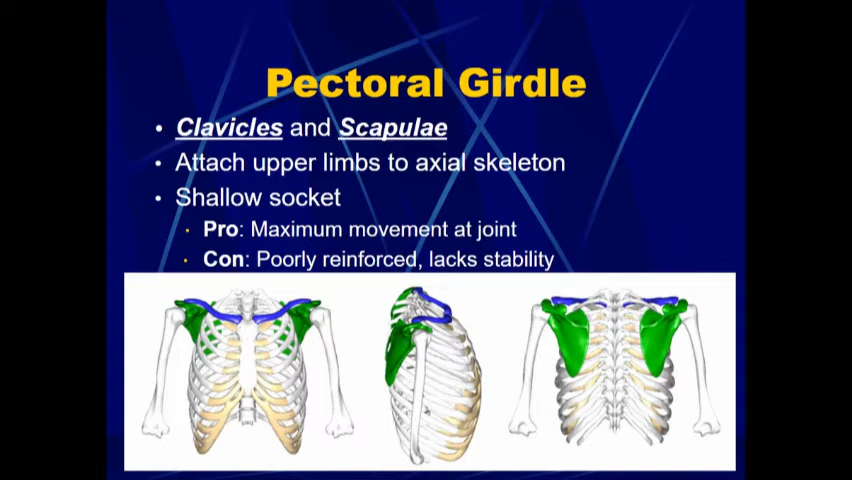 Pectoral Girdle
• Clavicles and Scapulae
• Attach upper limbs to axial skeleton
• Shallow socket
• Pro: Maximum movement at joint
• Con: Poorly reinforced, lacks stability